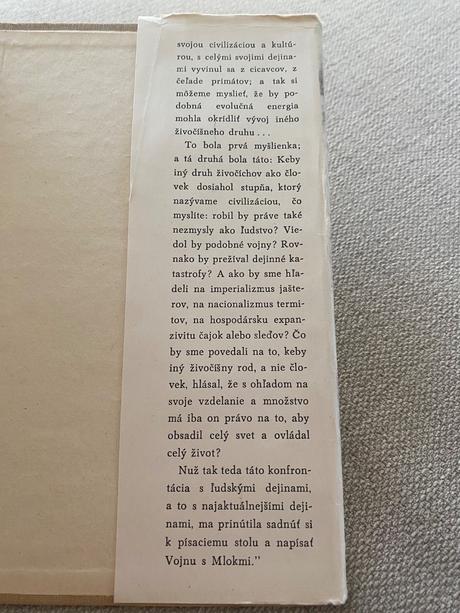 svojou civilizáciou a kultú-
rou, s celými svojimi dejina-
mi vyvinul sa z cicavcov, z
čeľade primátov; a tak si
môžeme myslieť, že by po-
dobná evolučná energia
mohla okrídliť vývoj iného
živočíšneho druhu...
To bola prvá myšlienka;
a tá druhá bola táto: Keby
iný druh živočíchov ako člo-
vek dosiahol stupňa, ktorý
nazývame civilizáciou, čo
myslíte: robil by práve také
nezmysly ako ľudstvo? Vie-
dol by podobné vojny? Rov-
nako by prežíval dejinné ka-
tastrofy? A ako by sme hľa-
deli na imperializmus jašte-
rov, na nacionalizmus termi-
tov, na hospodársku expan-
zivitu čajok alebo sleďov? Čo
by sme povedali na to, keby
iný živočíšny rod, a nie člo-
vek, hlásal, že s ohľadom na
svoje vzdelanie a množstvo
má iba on právo na to, aby
obsadil celý svet a ovládal
celý život?
Nuž tak teda táto konfron-
tácia s ľudskými dejinami,
a to s najaktuálnejšími deji-
nami, ma prinútila sadnúť si
k písaciemu stolu a napísať
Vojnu s Mlokmi."